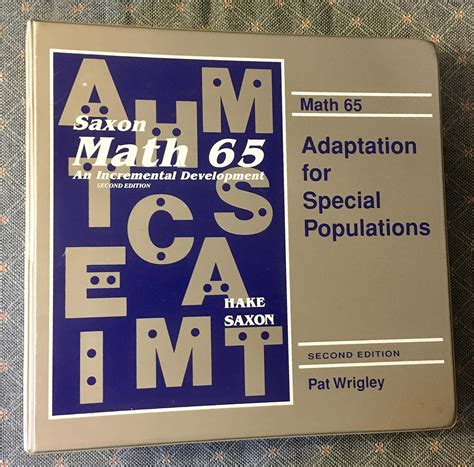 Saxon
Math 65
An Incremental Development
SECOND EDITION
HAKE
SAXON
Math 65
Adaptation
for
Special
Populations
SECOND EDITION
Pat Wrigley
A H M
T C S
E A
I M T